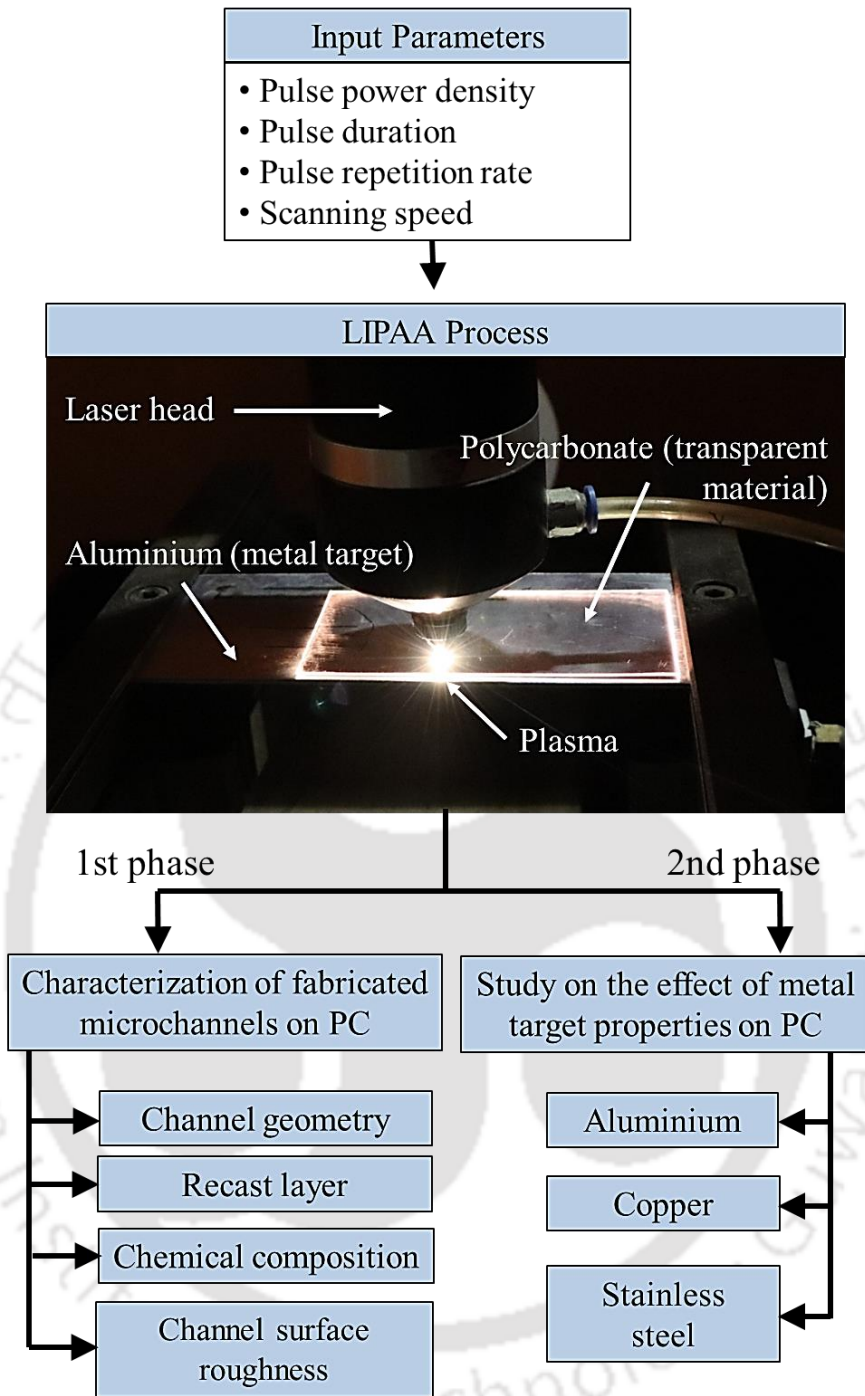 Input Parameters
• Pulse power density
• Pulse duration
• Pulse repetition rate
• Scanning speed
LIPAA Process
Laser head
Polycarbonate (transparent
material)
Aluminium (metal target)
Plasma
1st phase
2nd phase
Characterization of fabricated
microchannels on PC
Study on the effect of metal
target properties on PC
Channel geometry
Recast layer
Chemical composition
Channel surface
roughness
Aluminium
Copper
Stainless
steel